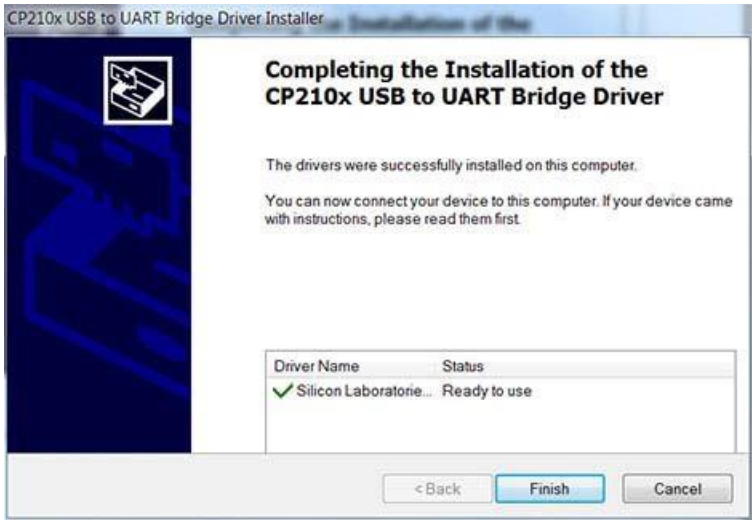 CP210x USB to UART Bridge Driver Installer
Completing the Installation of the
CP210x USB to UART Bridge Driver
The drivers were successfully installed on this computer.
You can now connect your device to this computer. If your device came
with instructions, please read them first.
Driver Name Status
Silicon Laboratorie... Ready to use
< Back Finish Cancel